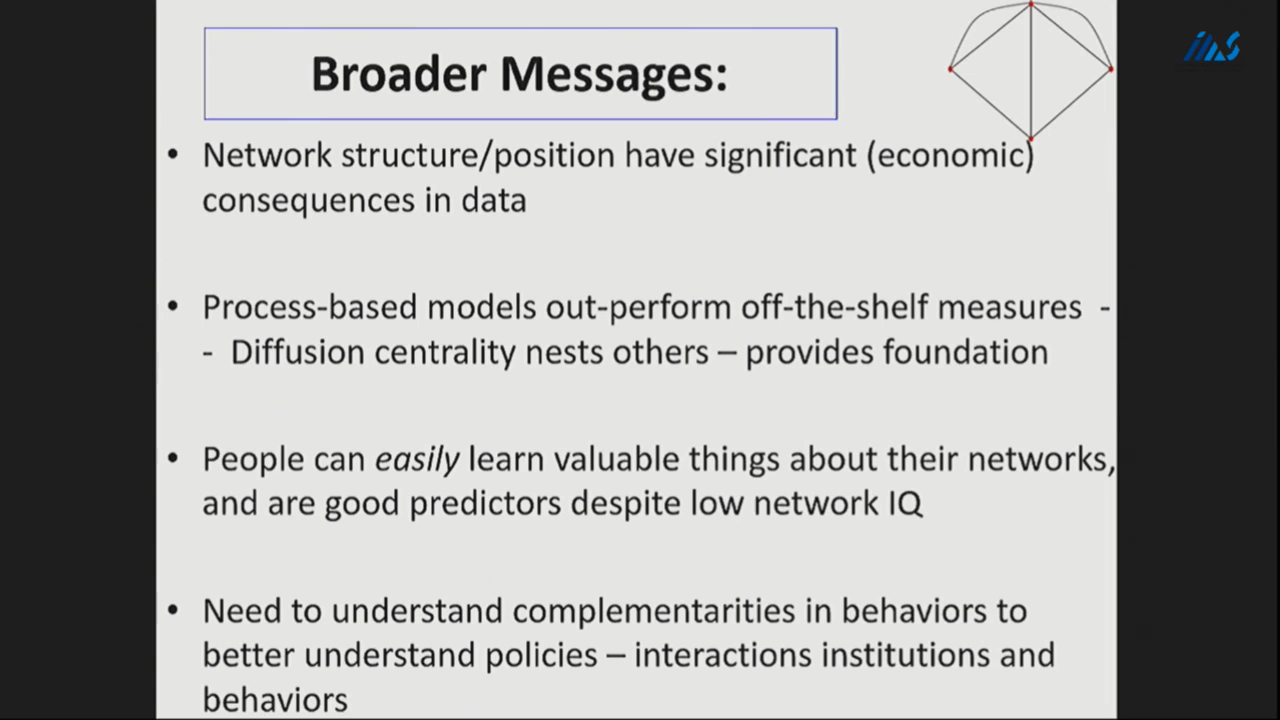 Broader Messages:
• Network structure/position have significant (economic)
consequences in data
• Process-based models out-perform off-the-shelf measures -
- Diffusion centrality nests others – provides foundation
• People can easily learn valuable things about their networks,
and are good predictors despite low network IQ
• Need to understand complementarities in behaviors to
better understand policies – interactions institutions and
behaviors